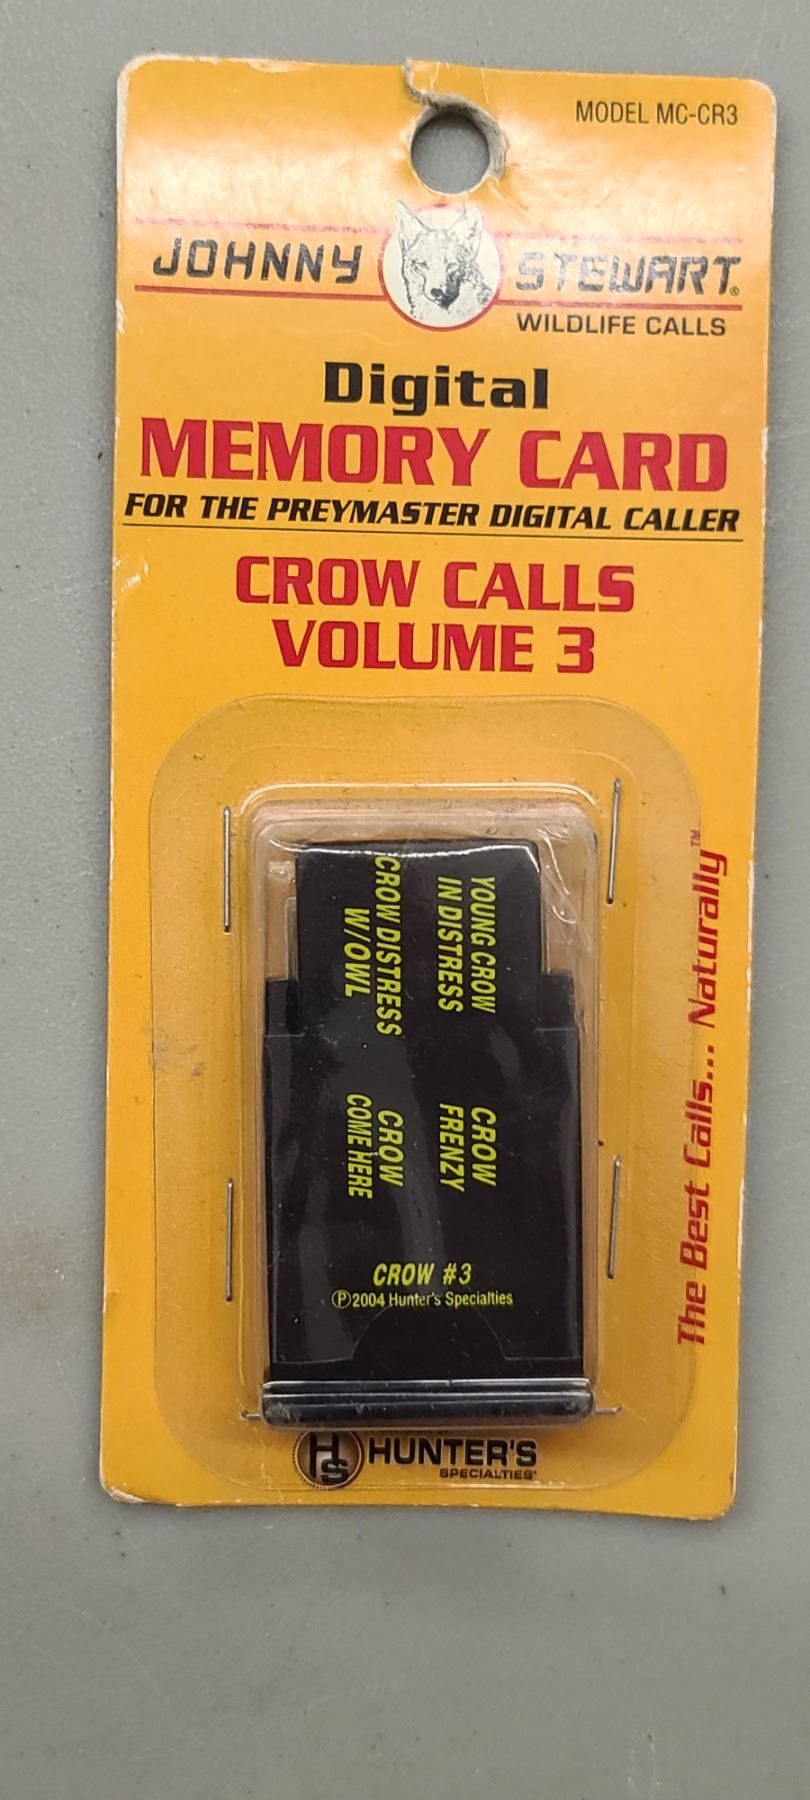 MODEL MC-CR3
JOHNNY STEWART®
WILDLIFE CALLS
Digital
MEMORY CARD
FOR THE PREYMASTER DIGITAL CALLER
CROW CALLS
VOLUME 3
YOUNG CROW
IN DISTRESS
CROW DISTRESS
W/OWL
CROW
FRENZY
CROW
COME HERE
CROW #3
Ⓟ2004 Hunter's Specialties
The Best Calls... Naturally™
HS HUNTER'S
SPECIALTIES®